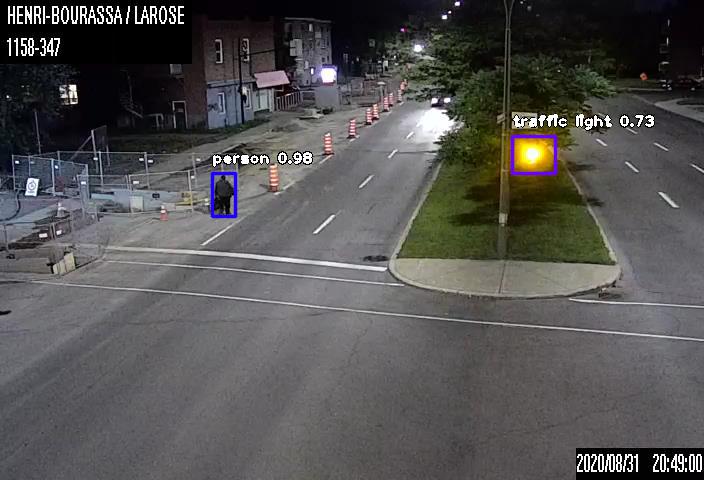 HENRI-BOURASSA / LAROSE
1158-347
traffic light 0.73
person 0.98
2020/08/31 20:49:00